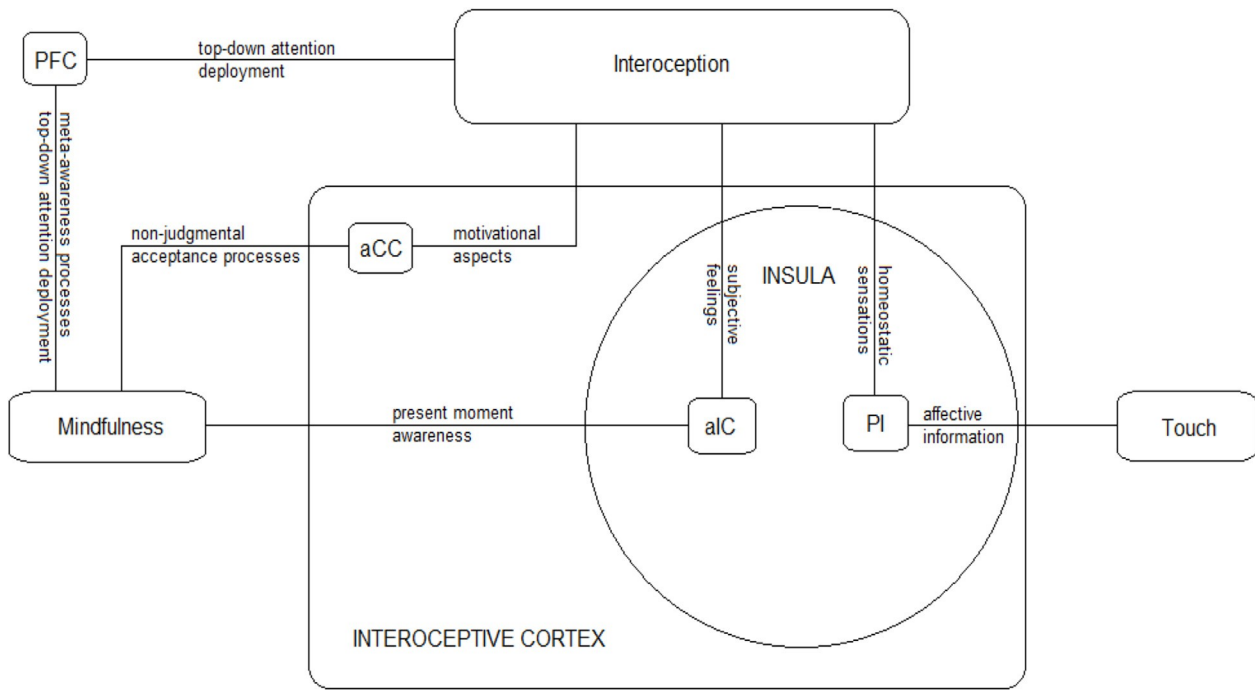 PFC
top-down attention
deployment
Interoception
meta-awareness processes
top-down attention deployment
non-judgmental
acceptance processes
aCC
motivational
aspects
subjective
feelings
INSULA
homeostatic
sensations
Mindfulness
present moment
awareness
aIC
PI
affective
information
Touch
INTEROCEPTIVE CORTEX